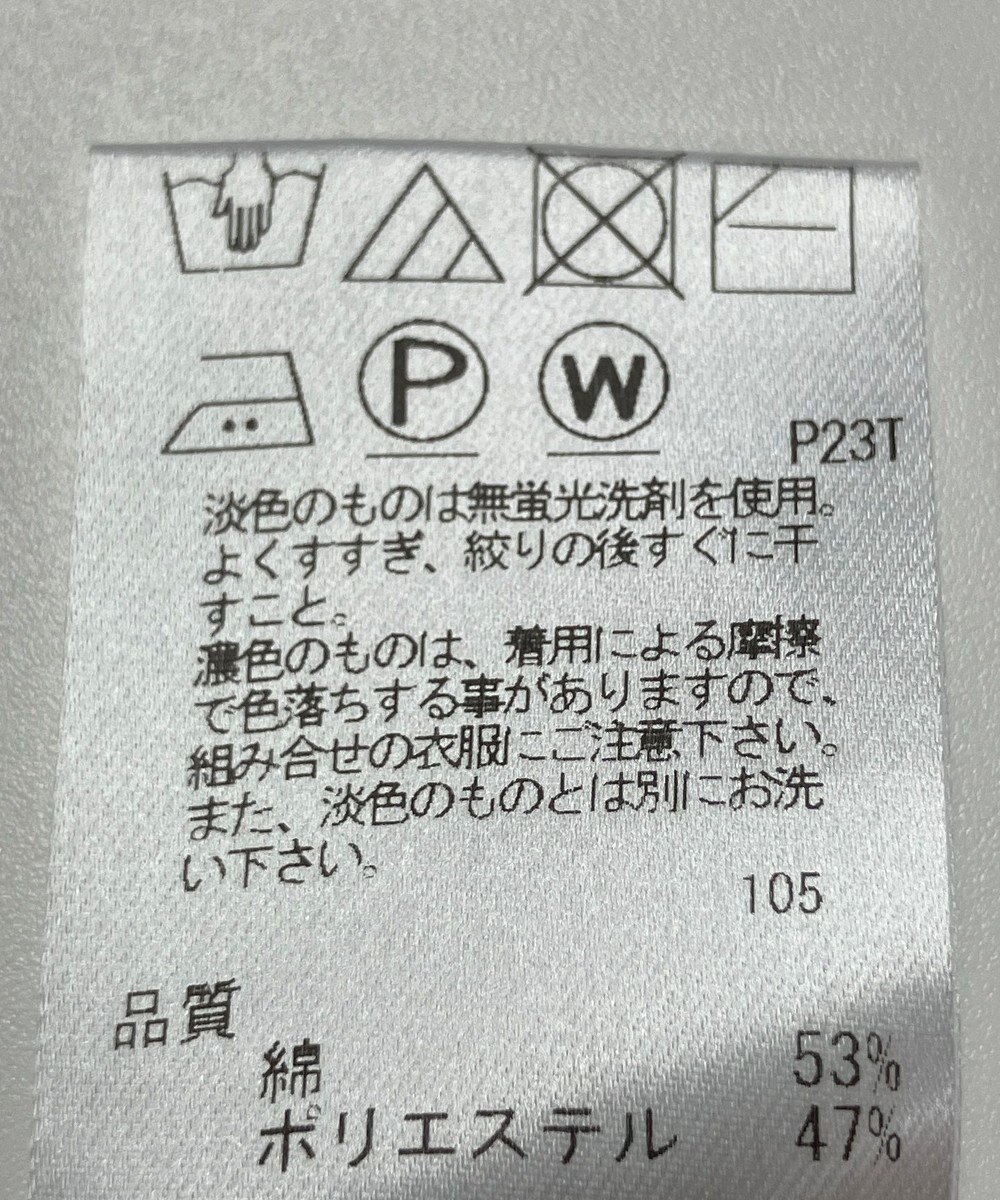 P W
P23T
淡色のものは無蛍光洗剤を使用。
よくすすぎ、絞りの後すぐに干
すこと。
濃色のものは、着用による摩擦
で色落ちする事がありますので、
組み合せの衣服にご注意下さい。
また、淡色のものとは別にお洗
い下さい。
105
品質
綿 53%
ポリエステル 47%